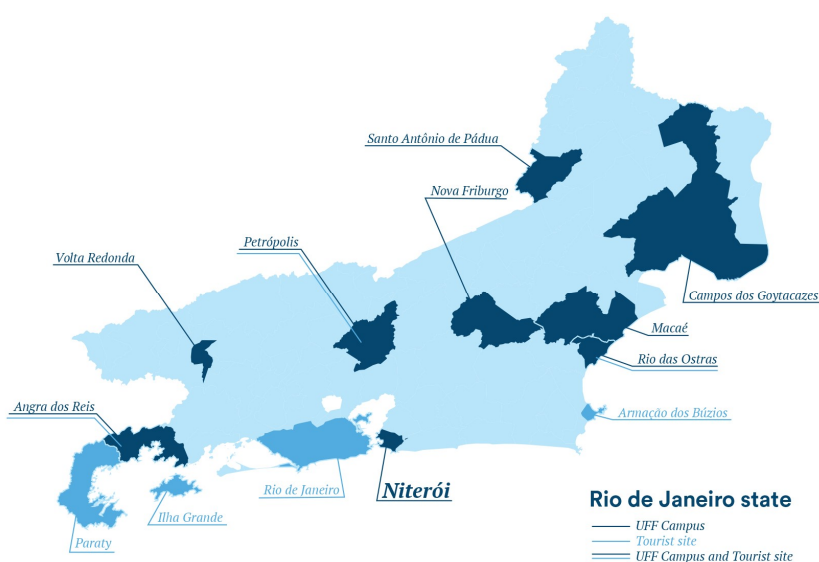 Santo Antônio de Pádua
Nova Friburgo
Petrópolis
Volta Redonda
Campos dos Goytacazes
Macaé
Rio das Ostras
Angra dos Reis
Armação dos Búzios
Rio de Janeiro
Niterói
Ilha Grande
Paraty
Rio de Janeiro state
UFF Campus
Tourist site
UFF Campus and Tourist site